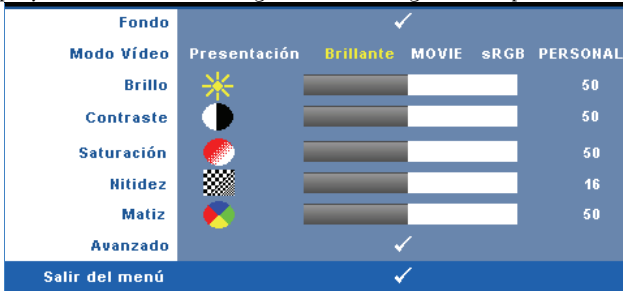 Fondo
Modo Vídeo Presentación Brillante MOVIE sRGB PERSONAL
Brillo 50
Contraste 50
Saturación 50
Nitidez 16
Matiz 50
Avanzado
Salir del menú